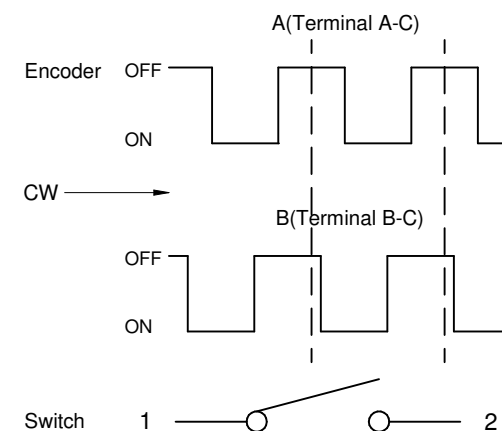 A(Terminal A-C)
Encoder OFF
ON
CW
B(Terminal B-C)
OFF
ON
Switch 1 2